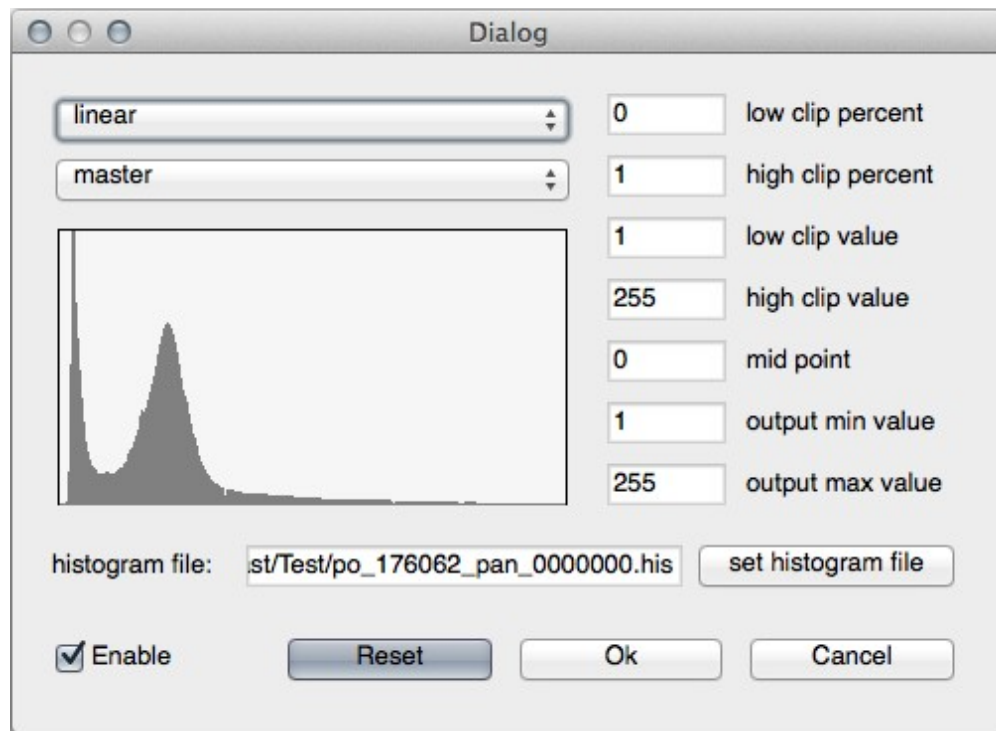 Dialog
linear
master
0 low clip percent
1 high clip percent
1 low clip value
255 high clip value
0 mid point
1 output min value
255 output max value
histogram file: .st/Test/po_176062_pan_0000000.his set histogram file
Enable Reset Ok Cancel